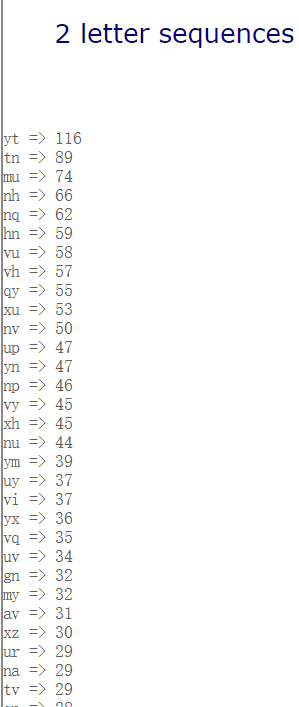 2 letter sequences
yt => 116
tn => 89
mu => 74
nh => 66
nq => 62
hn => 59
vu => 58
vh => 57
qy => 55
xu => 53
nv => 50
up => 47
yn => 47
np => 46
vy => 45
xh => 45
nu => 44
ym => 39
uy => 37
vi => 37
yx => 36
vq => 35
uv => 34
gn => 32
my => 32
av => 31
xz => 30
ur => 29
na => 29
tv => 29